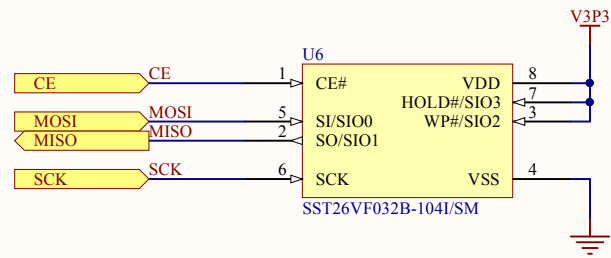 V3P3
U6
CE CE 1 CE# VDD 8
HOLD#/SIO3 7
MOSI MOSI 5 SI/SIO0 WP#/SIO2 3
MISO MISO 2 SO/SIO1
SCK SCK 6 SCK VSS 4
SST26VF032B-104I/SM